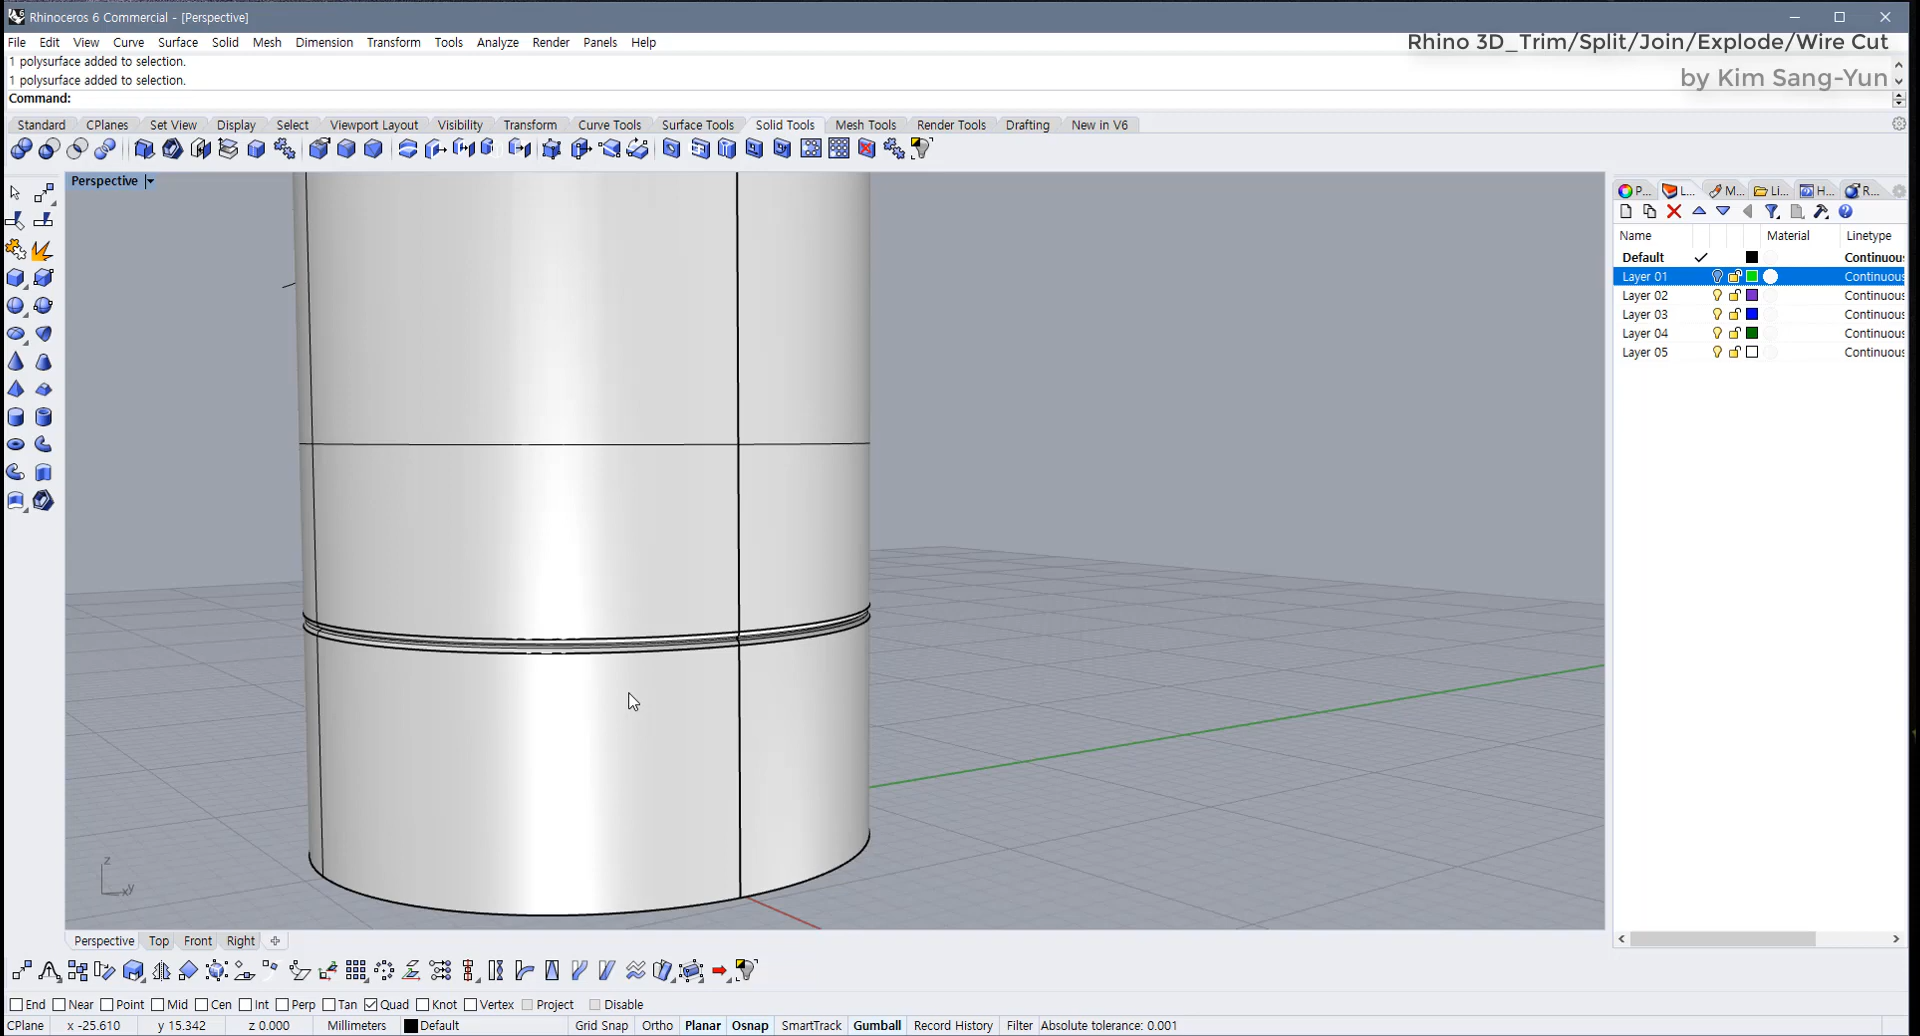 Rhinoceros 6 Commercial - [Perspective]
File Edit View Curve Surface Solid Mesh Dimension Transform Tools Analyze Render Panels Help
Rhino 3D_Trim/Split/Join/Explode/Wire Cut
by Kim Sang-Yun
1 polysurface added to selection.
1 polysurface added to selection.
Command:
Standard CPlanes Set View Display Select Viewport Layout Visibility Transform Curve Tools Surface Tools Solid Tools Mesh Tools Render Tools Drafting New in V6
Perspective
P... L... M... Li... H... R...
Name Material Linetype
Default Continuous
Layer 01 Continuous
Layer 02 Continuous
Layer 03 Continuous
Layer 04 Continuous
Layer 05 Continuous
z
x y
Perspective Top Front Right
End Near Point Mid Cen Int Perp Tan Quad Knot Vertex Project Disable
CPlane x -25.610 y 15.342 z 0.000 Millimeters Default Grid Snap Ortho Planar Osnap SmartTrack Gumball Record History Filter Absolute tolerance: 0.001